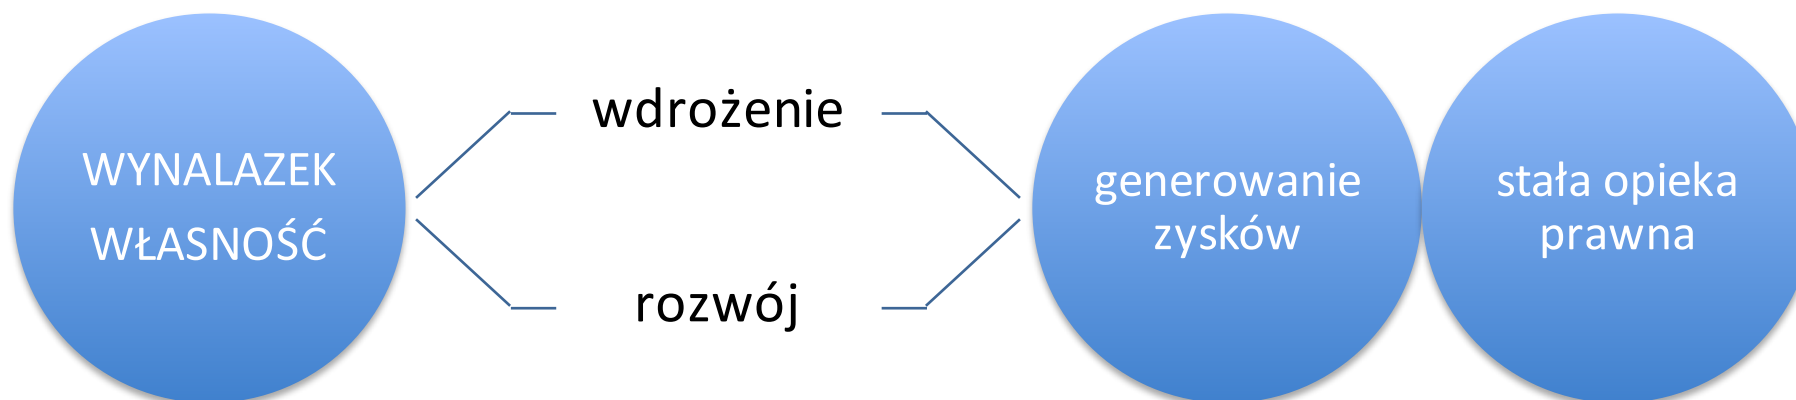 WYNALAZEK
WŁASNOŚĆ
wdrożenie
rozwój
generowanie
zysków
stała opieka
prawna